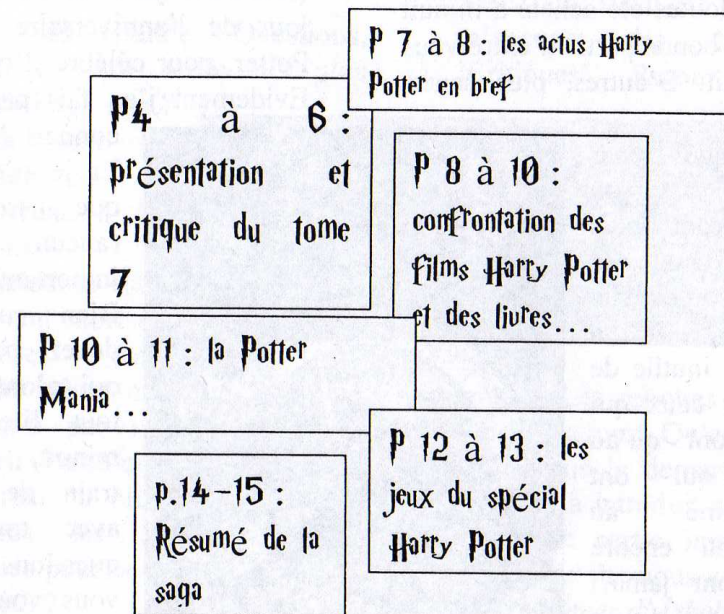 p 7 à 8 : les actus Harry
Potter en bref
p4 à 6 :
présentation et
critique du tome
7
p 8 à 10 :
confrontation des
films Harry Potter
et des livres...
p 10 à 11 : la Potter
Mania...
p 12 à 13 : les
jeux du spécial
Harry Potter
p.14 -15 :
Résumé de la
saga